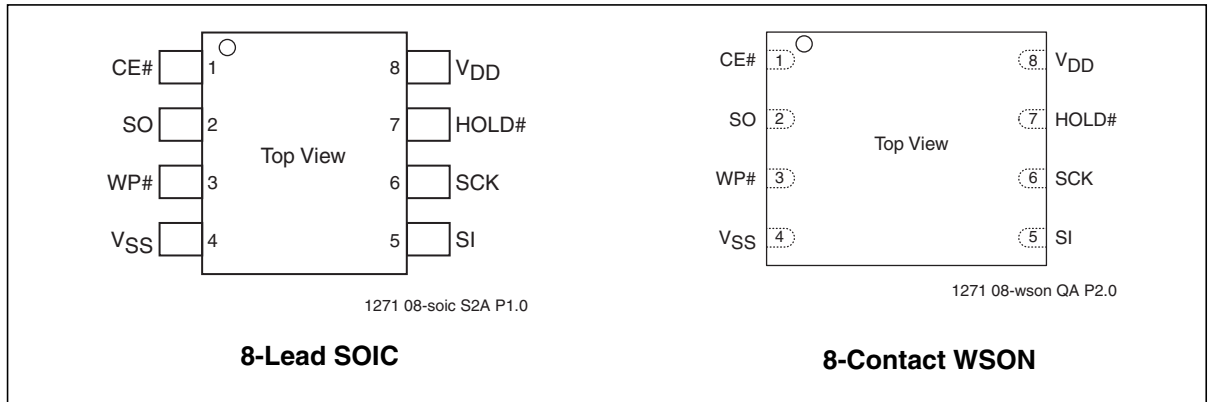 CE# 1 8 VDD
SO 2 7 HOLD#
Top View
WP# 3 6 SCK
VSS 4 5 SI
1271 08-soic S2A P1.0
8-Lead SOIC
CE# 1 8 VDD
SO 2 7 HOLD#
Top View
WP# 3 6 SCK
VSS 4 5 SI
1271 08-wson QA P2.0
8-Contact WSON